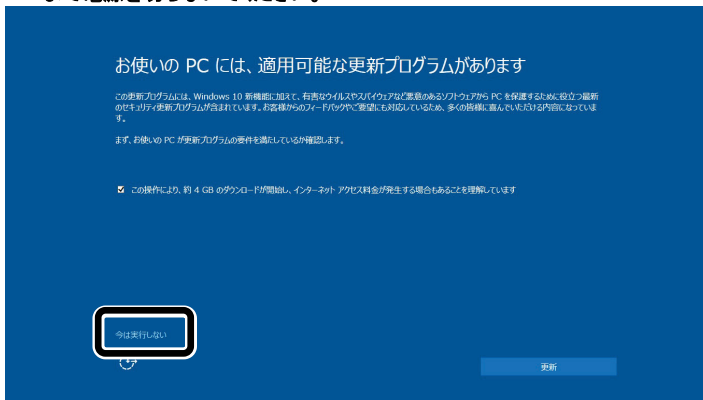 お使いの PC には、適用可能な更新プログラムがあります
この更新プログラムには、Windows 10 新機能に加えて、有害なウイルスやスパイウェアなど悪意のあるソフトウェアから PC を保護するために役立つ最新
のセキュリティ更新プログラムが含まれています。お客様からのフィードバックやご要望にも対応しているため、多くの皆様に喜んでいただける内容になっていま
す。
まず、お使いの PC が更新プログラムの要件を満たしているか確認します。
この操作により、約 4 GB のダウンロードが開始し、インターネット アクセス料金が発生する場合もあることを理解しています
今は実行しない
更新